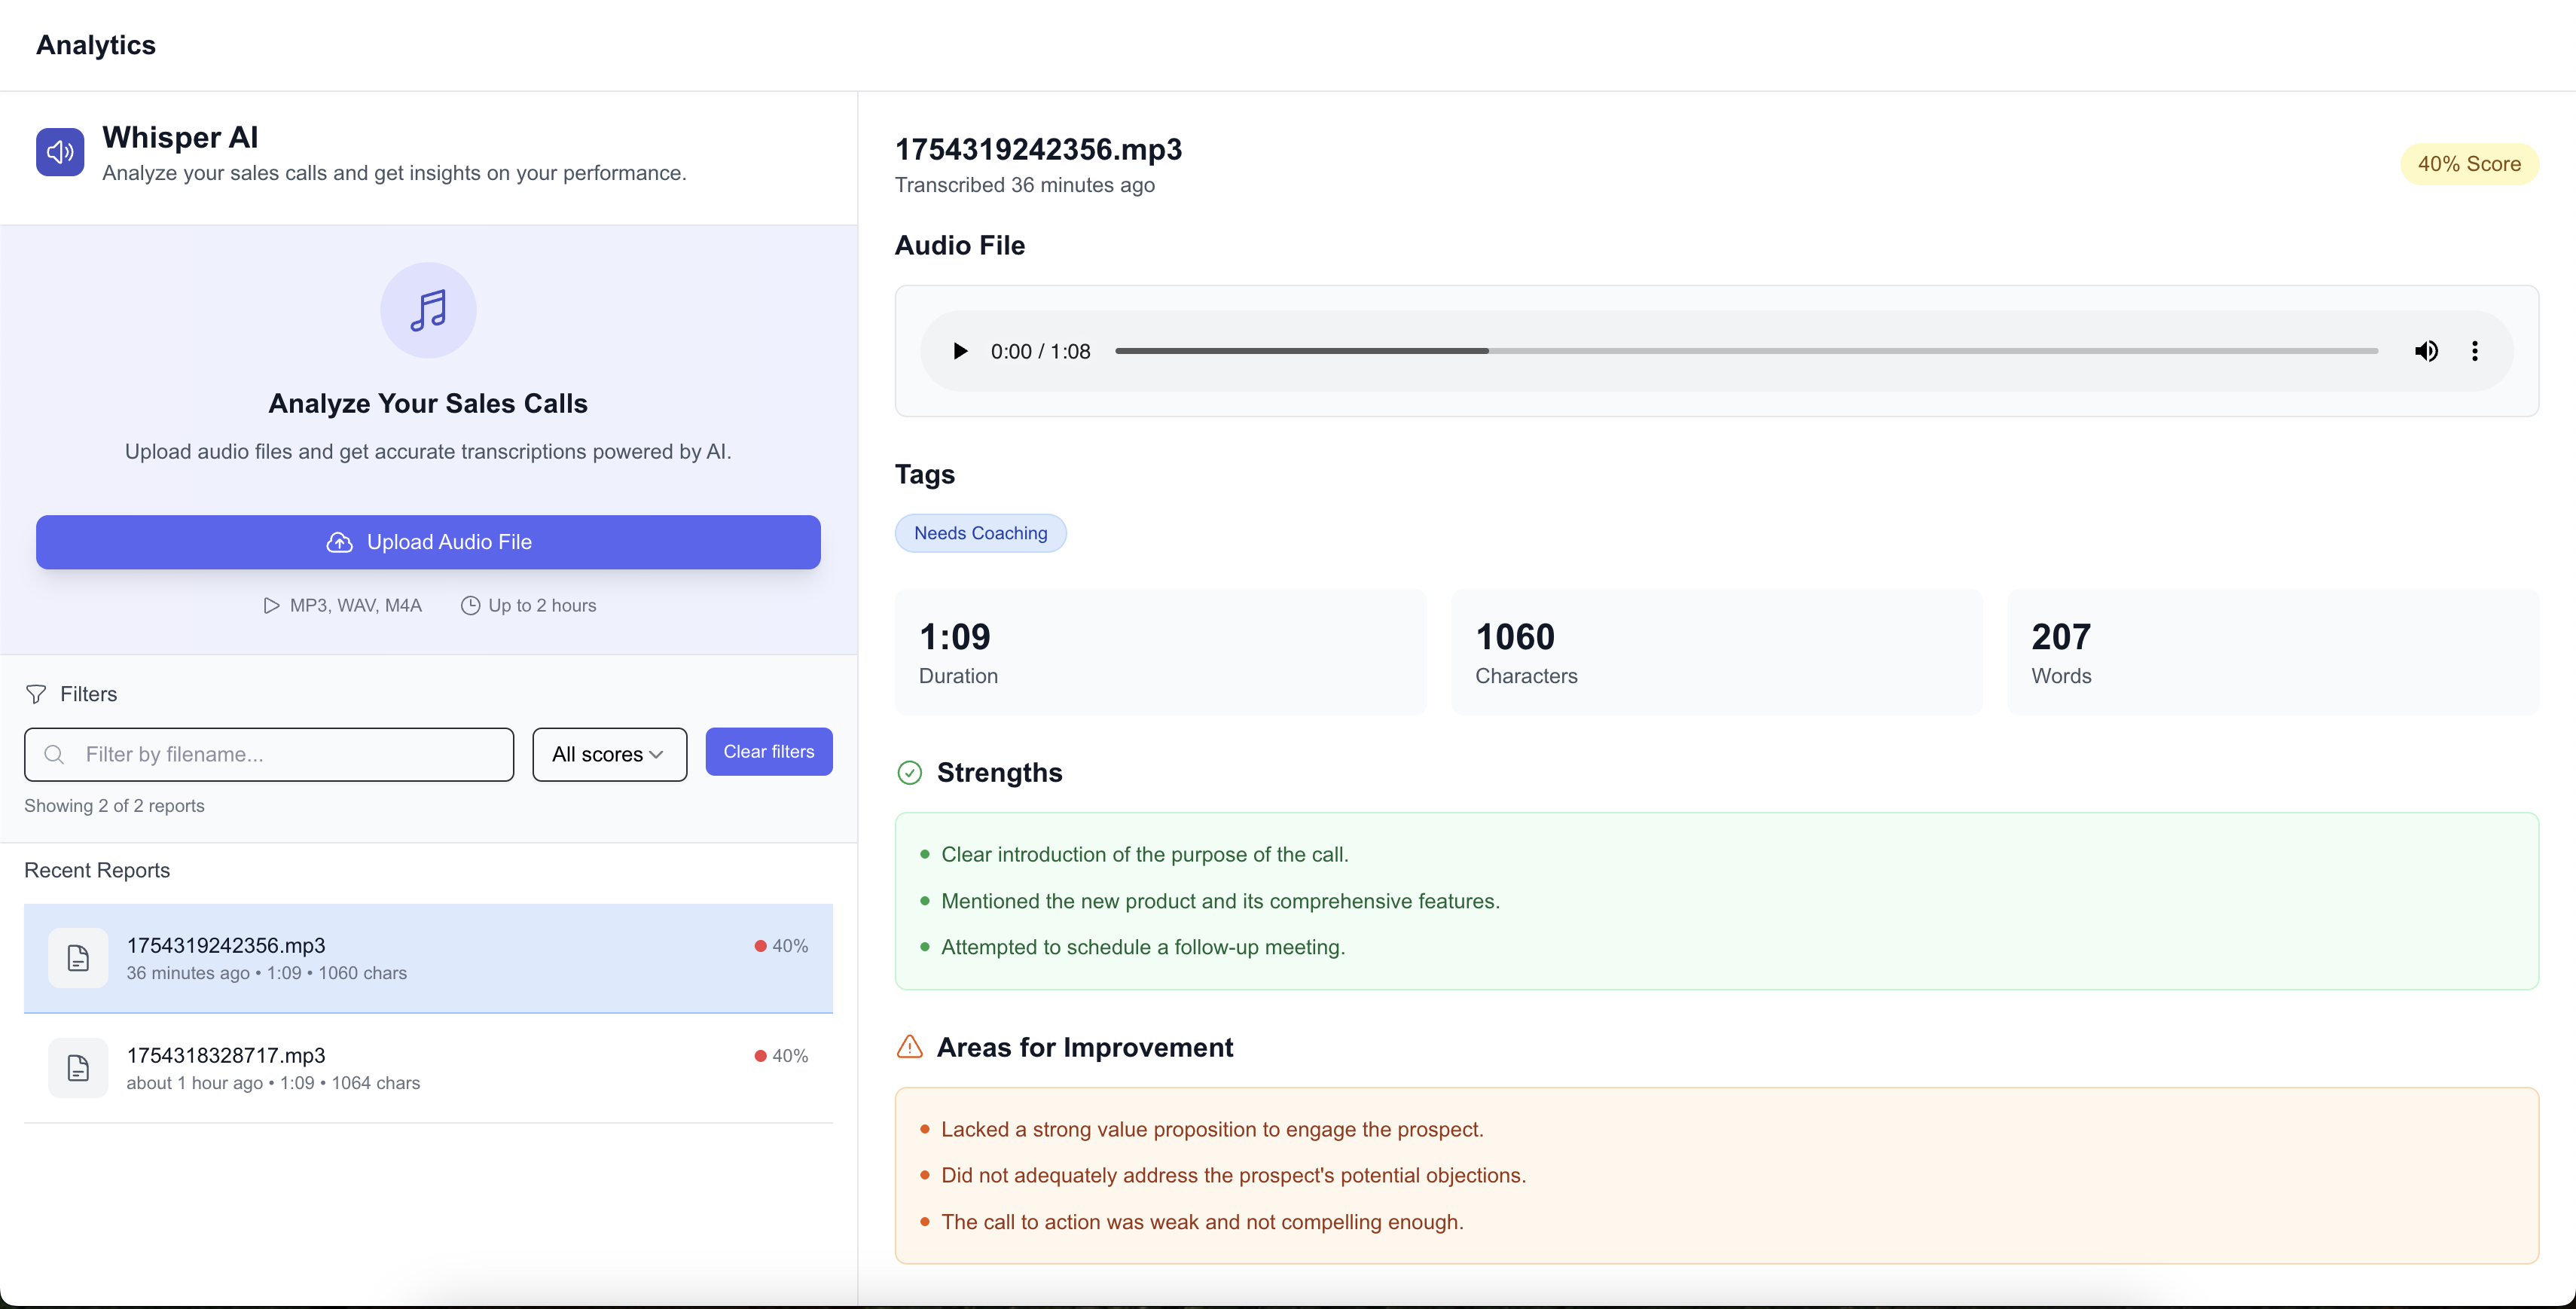 Analytics
Whisper AI
Analyze your sales calls and get insights on your performance.
Analyze Your Sales Calls
Upload audio files and get accurate transcriptions powered by AI.
Upload Audio File
MP3, WAV, M4A
Up to 2 hours
Filters
Filter by filename...
All scores
Clear filters
Showing 2 of 2 reports
Recent Reports
1754319242356.mp3
40%
36 minutes ago • 1:09 • 1060 chars
1754318328717.mp3
40%
about 1 hour ago • 1:09 • 1064 chars
1754319242356.mp3
Transcribed 36 minutes ago
40% Score
Audio File
0:00 / 1:08
Tags
Needs Coaching
1:09
Duration
1060
Characters
207
Words
Strengths
Clear introduction of the purpose of the call.
Mentioned the new product and its comprehensive features.
Attempted to schedule a follow-up meeting.
Areas for Improvement
Lacked a strong value proposition to engage the prospect.
Did not adequately address the prospect's potential objections.
The call to action was weak and not compelling enough.